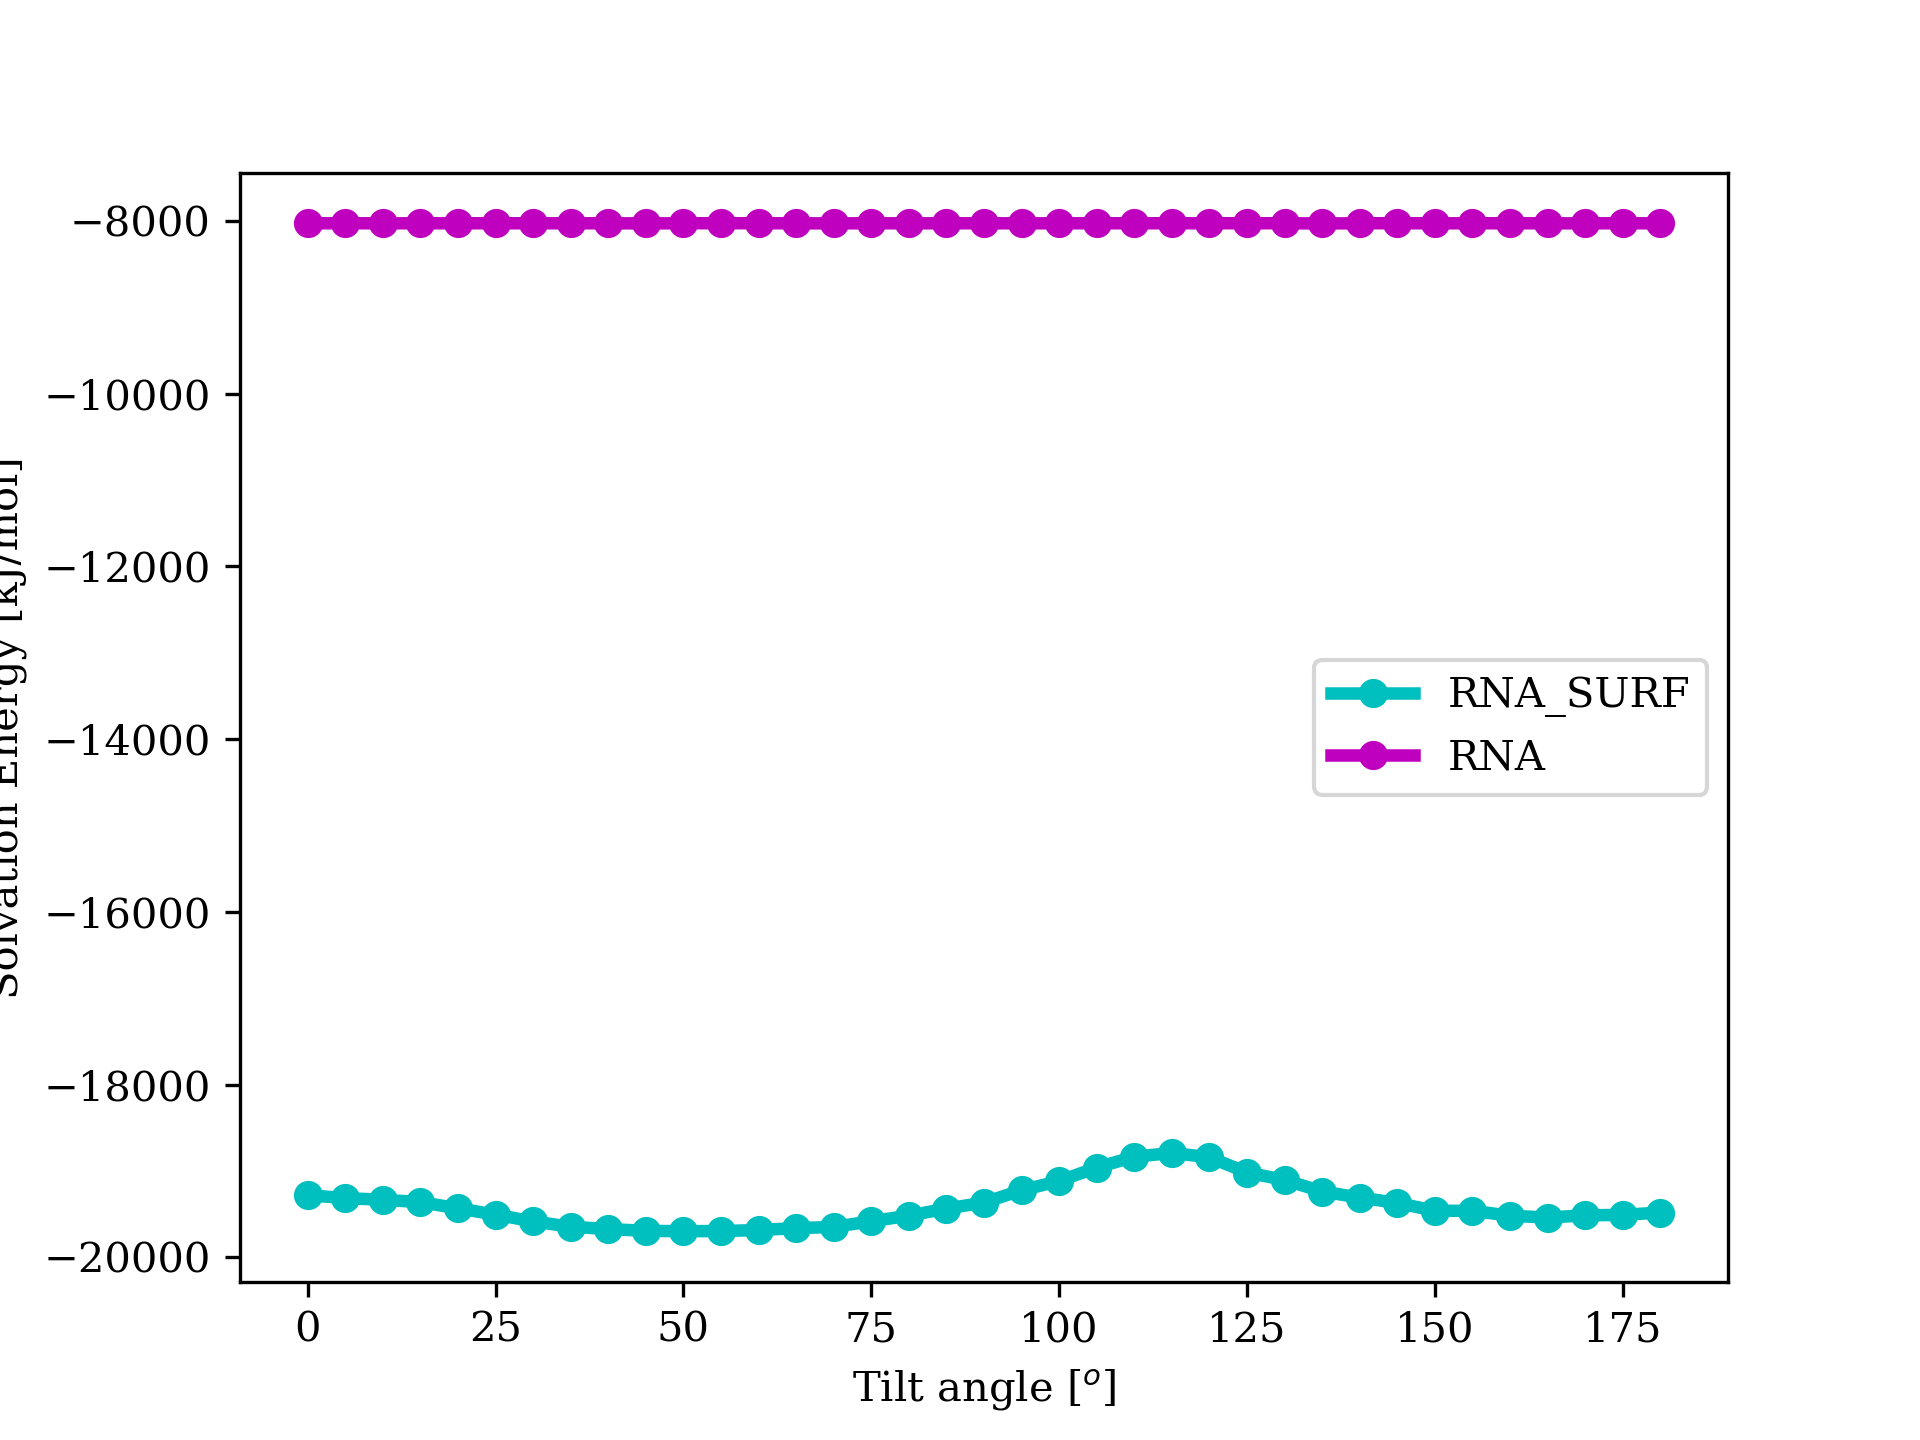 −8000
−10000
−12000
−14000
−16000
−18000
−20000
Solvation Energy [kJ/mol]
RNA_SURF
RNA
0 25 50 75 100 125 150 175
Tilt angle [°]